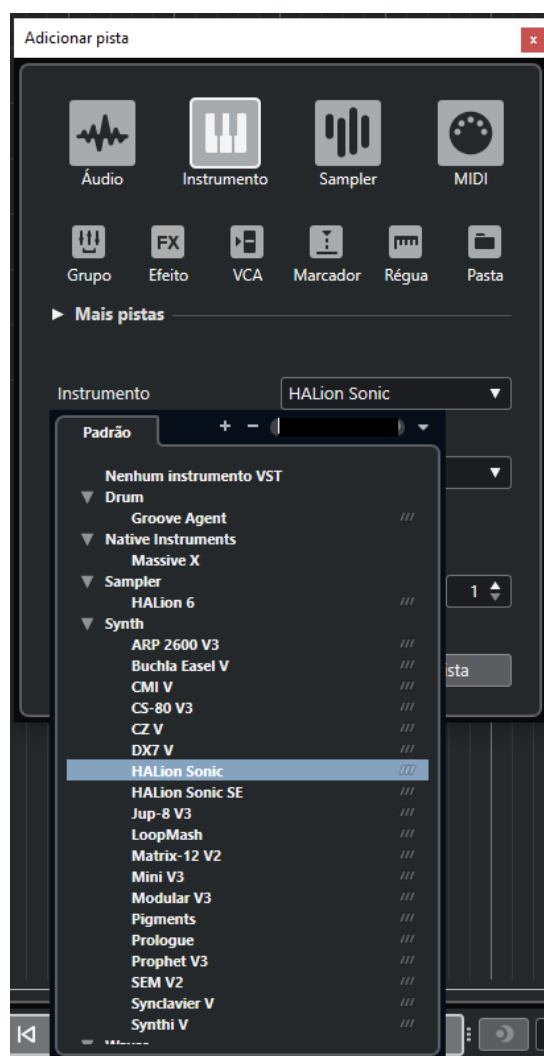 Adicionar pista
x
Áudio
Instrumento
Sampler
MIDI
FX
Grupo
Efeito
VCA
Marcador
Régua
Pasta
Mais pistas
Instrumento
HALion Sonic
Padrão
+ −
Nenhum instrumento VST
Drum
Groove Agent
Native Instruments
Massive X
Sampler
HALion 6
1
Synth
ARP 2600 V3
Buchla Easel V
ista
CMI V
CS-80 V3
CZ V
DX7 V
HALion Sonic
HALion Sonic SE
Jup-8 V3
LoopMash
Matrix-12 V2
Mini V3
Modular V3
Pigments
Prologue
Prophet V3
SEM V2
Synclavier V
Synthi V